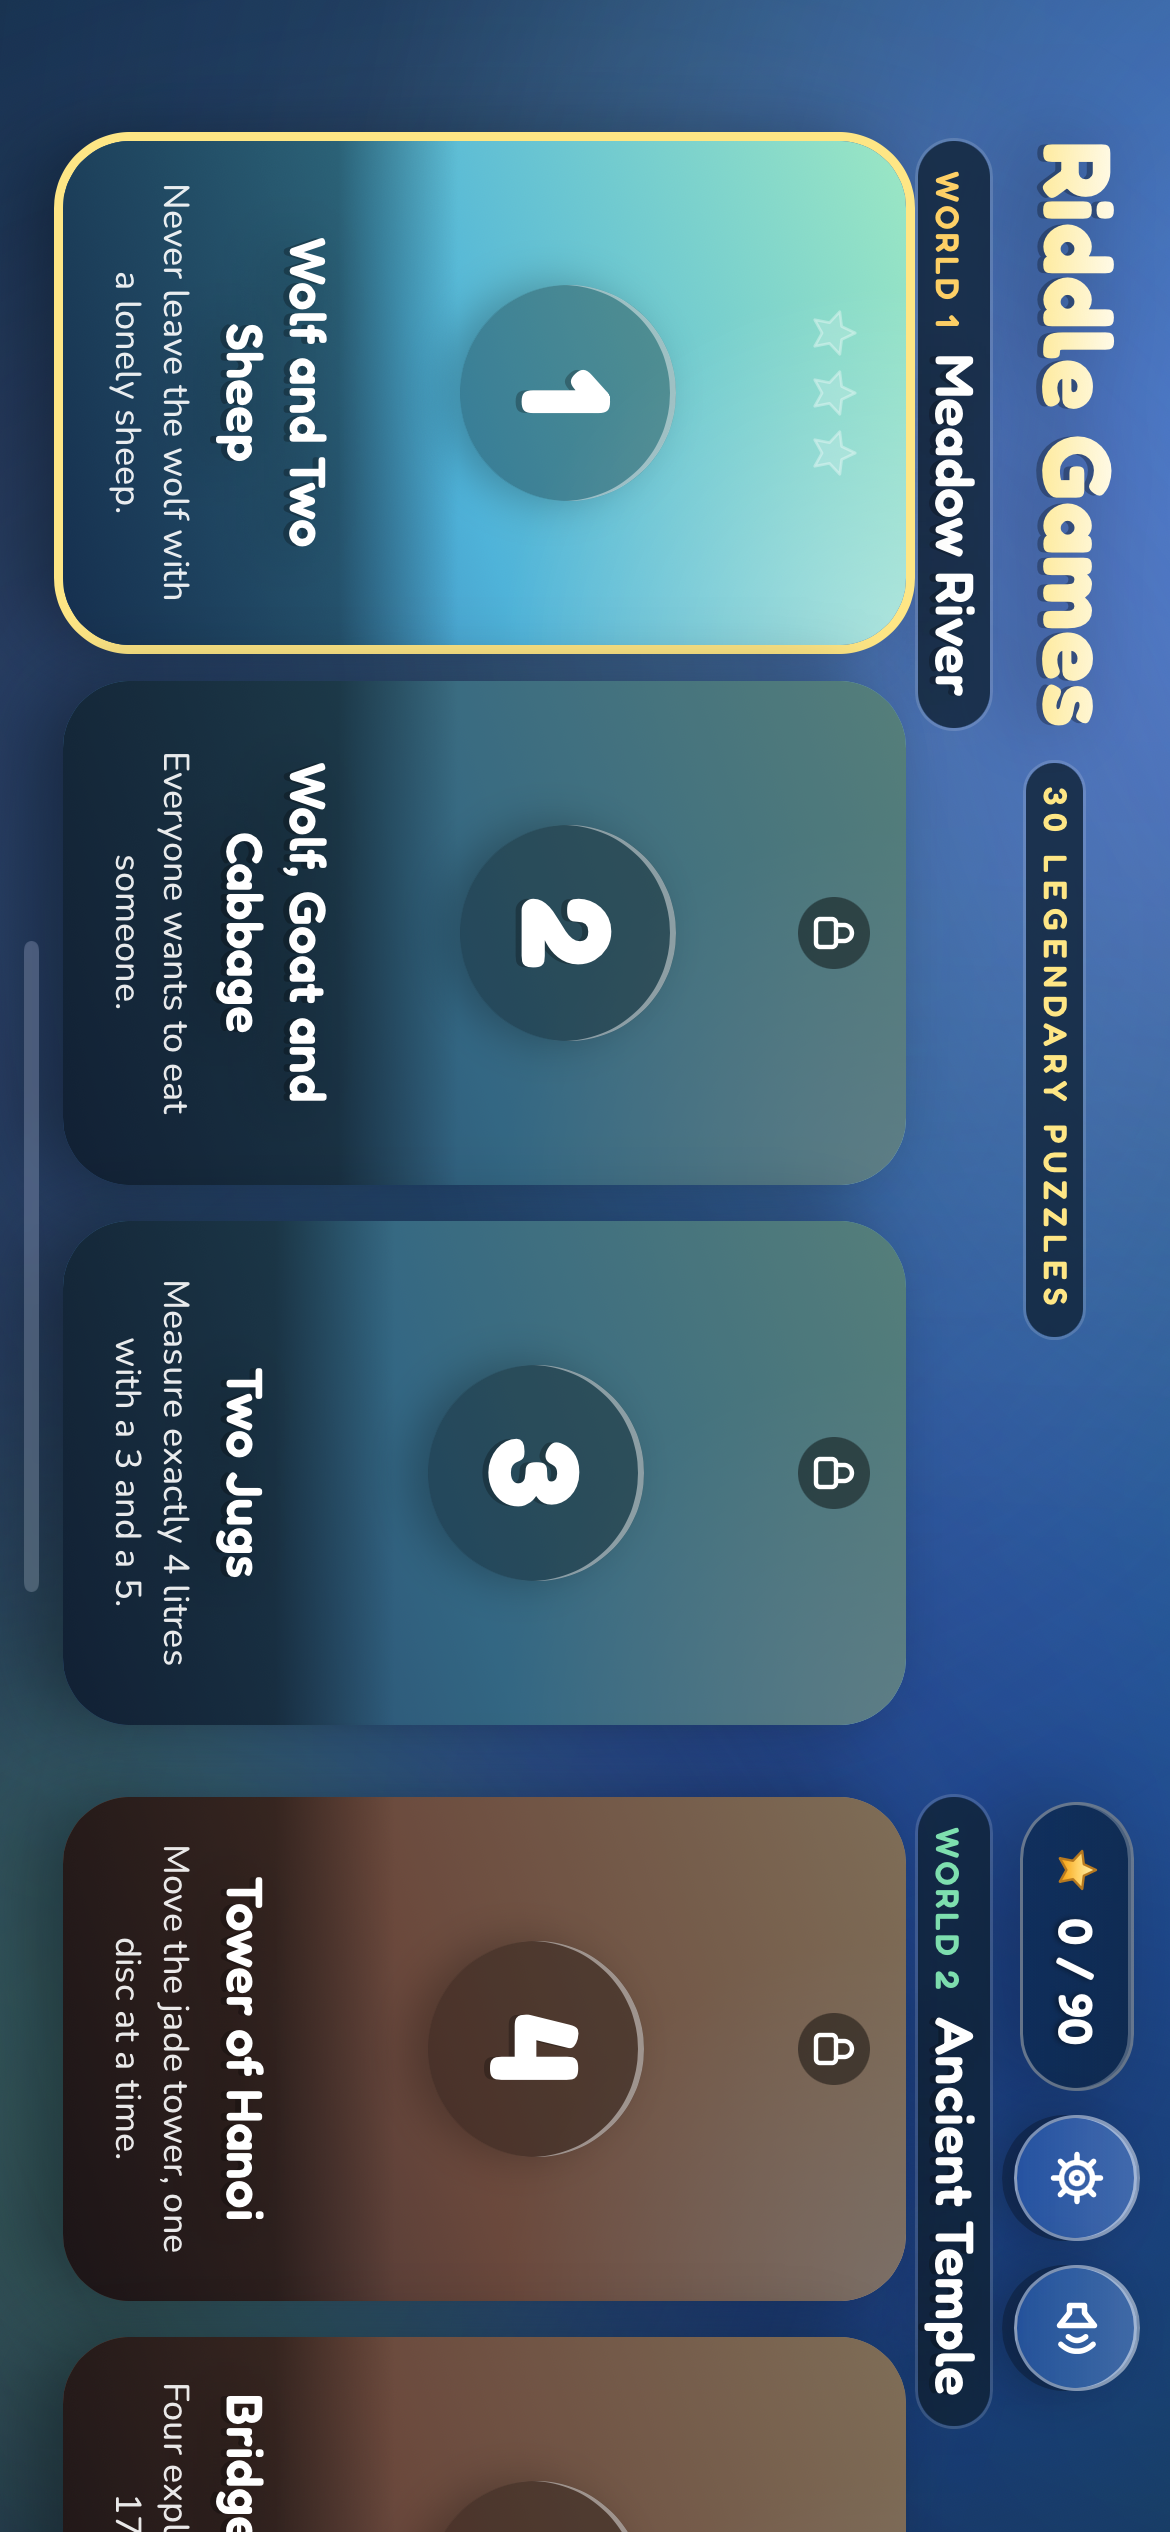 Riddle Games
30 LEGENDARY PUZZLES
0 / 90
WORLD 1 Meadow River
WORLD 2 Ancient Temple
1
Wolf and Two
Sheep
Never leave the wolf with
a lonely sheep.
2
Wolf, Goat and
Cabbage
Everyone wants to eat
someone.
3
Two Jugs
Measure exactly 4 litres
with a 3 and a 5.
4
Tower of Hanoi
Move the jade tower, one
disc at a time.
Bridge
Four
17